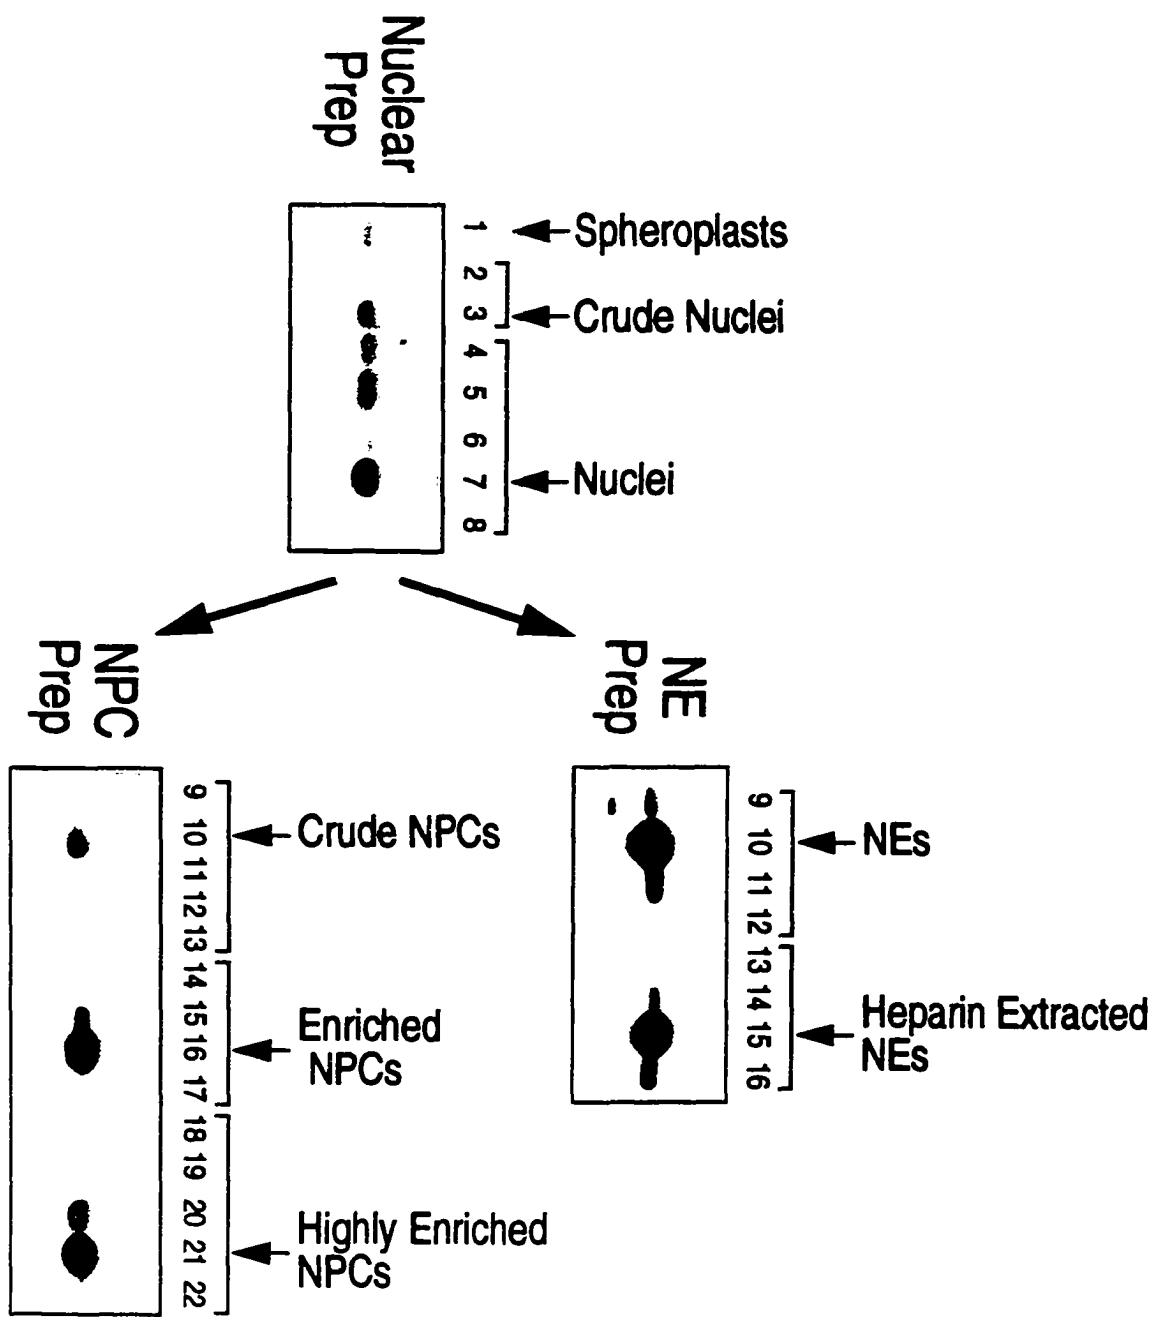 Nuclear
Prep
1
2
3
4
5
6
7
8
Spheroplasts
Crude Nuclei
Nuclei
NPC
Prep
9
10
11
12
13
14
15
16
17
18
19
20
21
22
Crude NPCs
Enriched
NPCs
Highly Enriched
NPCs
NE
Prep
9
10
11
12
13
14
15
16
NEs
Heparin Extracted
NEs